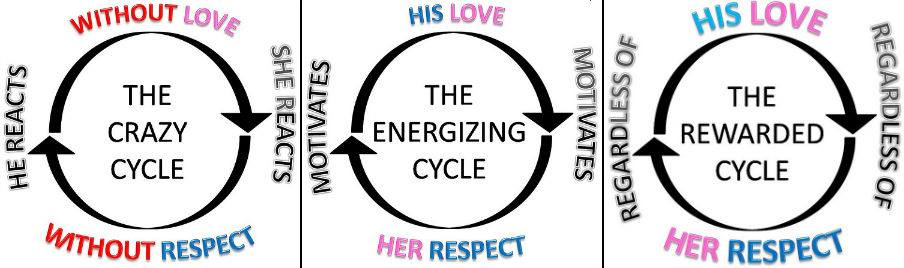 WITHOUT LOVE
SHE REACTS
WITHOUT RESPECT
HE REACTS
THE
CRAZY
CYCLE
HIS LOVE
MOTIVATES
HER RESPECT
MOTIVATES
THE
ENERGIZING
CYCLE
HIS LOVE
REGARDLESS OF
HER RESPECT
REGARDLESS OF
THE
REWARDED
CYCLE